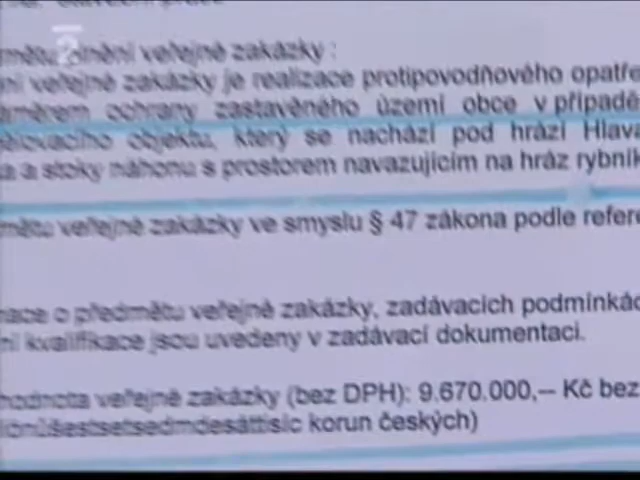 2
mětu plnění veřejné zakázky :
ní veřejné zakázky je realizace protipovodňového opatře
áměrem ochrany zastavěného území obce v případě
ělovacího objektu, který se nachází pod hrází Hlava
a a stoky náhonu s prostorem navazujícím na hráz rybník
mětu veřejné zakázky ve smyslu § 47 zákona podle refere
mace o předmětu veřejné zakázky, zadávacích podmínkác
ní kvalifikace jsou uvedeny v zadávací dokumentaci.
hodnota veřejné zakázky (bez DPH): 9.670.000,-- Kč bez
korun českých)